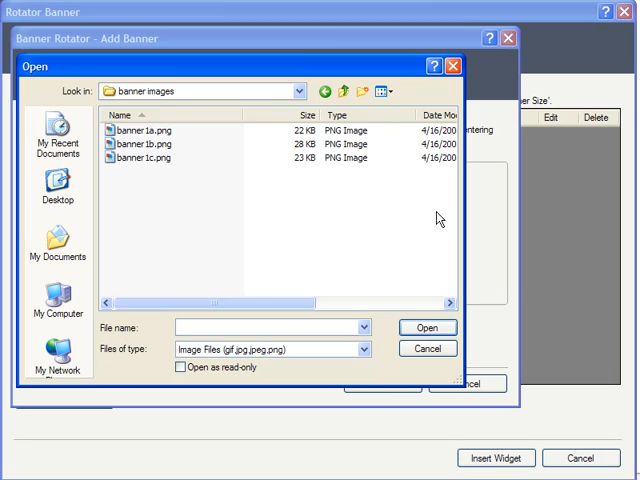 Rotator Banner
Banner Rotator - Add Banner
Open
Look in: banner images
ner Size'.
Name Size Type Date Mo
Edit Delete
banner1a.png 22 KB PNG Image 4/16/200
entering
banner1b.png 28 KB PNG Image 4/16/200
banner1c.png 23 KB PNG Image 4/16/200
My Recent
Documents
Desktop
My Documents
My Computer
My Network
File name: Open
Files of type: Image Files (gif,jpg,jpeg,png) Cancel
Open as read-only
ncel
Insert Widget Cancel